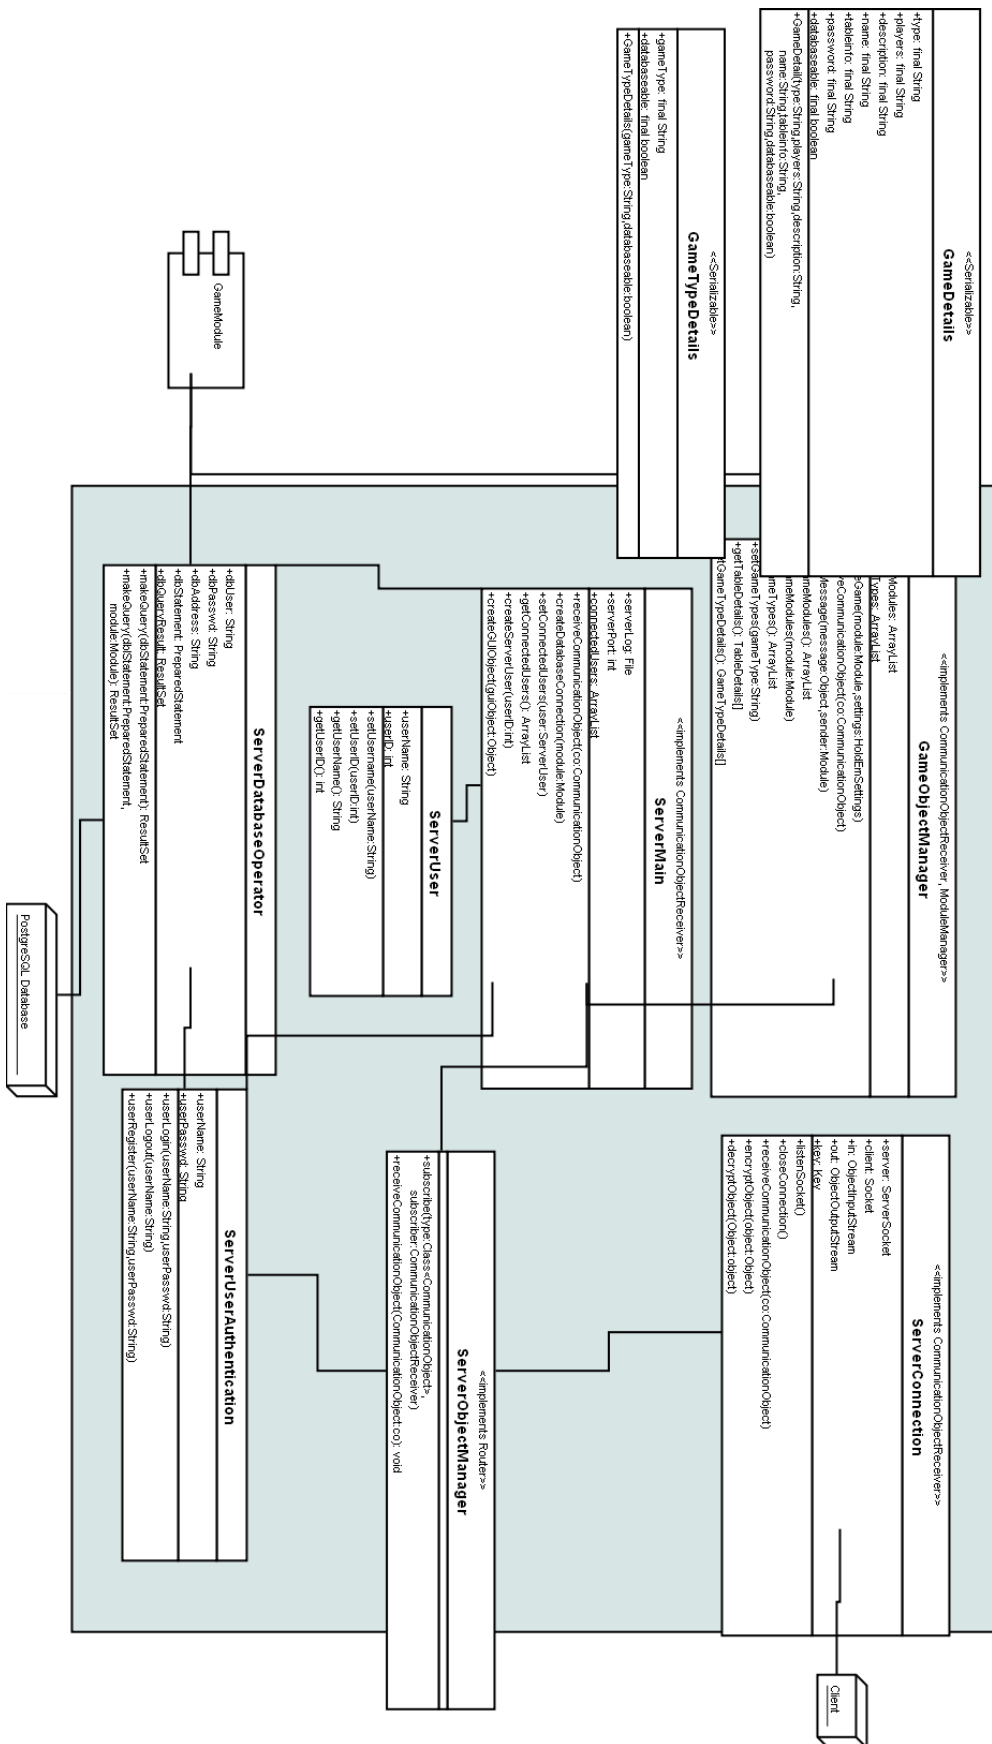 <<Serializable>>
GameDetails
+type: final String
+players: final String
+description: final String
+name: final String
+tableinfo: final String
+password: final String
+databaseable: final boolean
+GameDetail(type:String,players:String,description:String,
name:String,tableinfo:String,
password:String,databaseable:boolean)
<<Serializable>>
GameTypeDetails
+gameType: final String
+databaseable: final boolean
+GameTypeDetails(gameType:String,databaseable:boolean)
GameModule
<<implements CommunicationObjectReceiver, ModuleManager>>
GameObjectManager
Modules: ArrayList
Types: ArrayList
eGame(module:Module,settings:HoldEmSettings)
veCommunicationObject(co:CommunicationObject)
Message(message:Object,sender:Module)
ameModules(): ArrayList
ameModules(module:Module)
ameTypes(): ArrayList
+setGameTypes(gameType:String)
+getTableDetails(): TableDetails[]
tGameTypeDetails(): GameTypeDetails[]
<<implements CommunicationObjectReceiver>>
ServerMain
+serverLog: File
+serverPort: int
+connectedUsers: ArrayList
+receiveCommunicationObject(co:CommunicationObject)
+createDatabaseConnection(module:Module)
+setConnectedUsers(user:ServerUser)
+getConnectedUsers(): ArrayList
+createServerUser(userID:int)
+createGUIObject(guiObject:Object)
ServerUser
+userName: String
+userID: int
+setUsername(userName:String)
+setUserID(userID:int)
+getUserName(): String
+getUserID(): int
ServerDatabaseOperator
+dbUser: String
+dbPasswd: String
+dbAddress: String
+dbStatement: PreparedStatement
+dbQueryResult: ResultSet
+makeQuery(dbStatement:PreparedStatement): ResultSet
+makeQuery(dblStatement:PreparedStatement,
module:Module): ResultSet
PostgreSQL Database
<<implements CommunicationObjectReceiver>>
ServerConnection
+server: ServerSocket
+client: Socket
+in: ObjectInputStream
+out: ObjectOutputStream
+key: Key
+listenSocket()
+closeConnection()
+receiveCommunicationObject(co:CommunicationObject)
+encryptObject(object:Object)
+decryptObject(Object:object)
<<implements Router>>
ServerObjectManager
+subscribe(type:Class<CommunicationObject>,
subscriber:CommunicationObjectReceiver)
+receiveCommunicationObject(CommunicationObject:co): void
ServerUserAuthentication
+userName: String
+userPasswd: String
+userLogin(userName:String,userPasswd:String)
+userLogout(userName:String)
+userRegister(userName:String,userPasswd:String)
Client